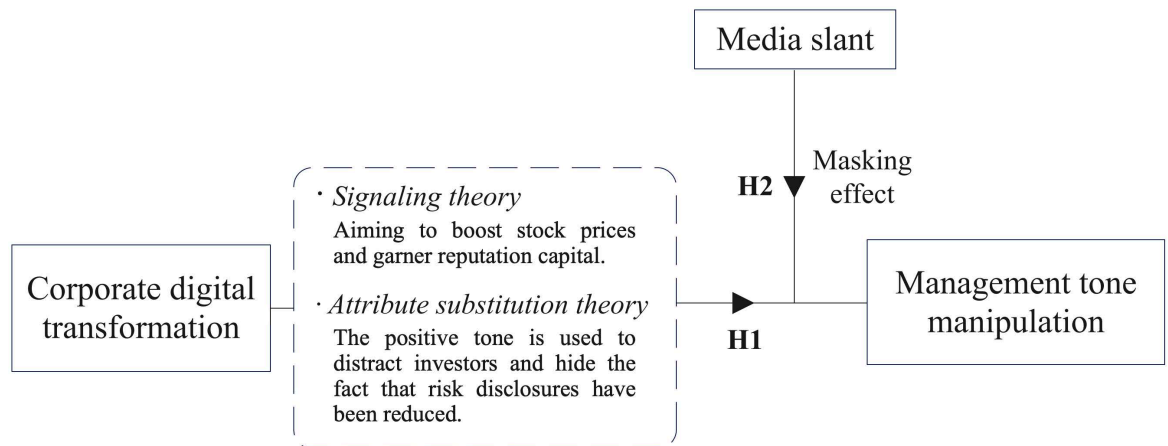 Media slant
Masking
effect
H2
· Signaling theory
Aiming to boost stock prices
and garner reputation capital.
· Attribute substitution theory
The positive tone is used to
distract investors and hide the
fact that risk disclosures have
been reduced.
Corporate digital
transformation
H1
Management tone
manipulation